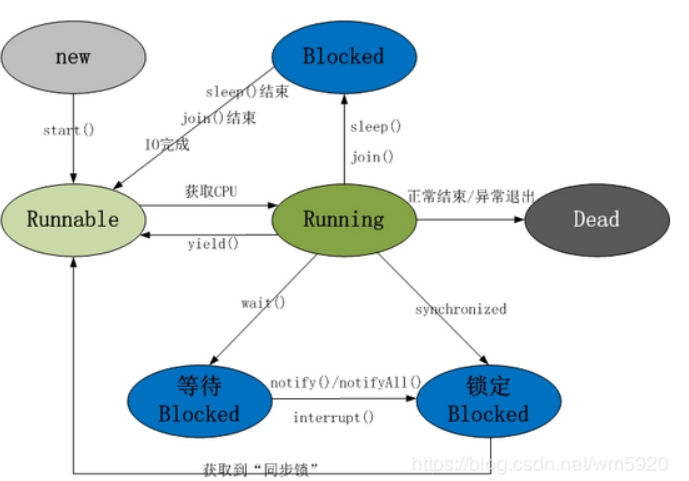 new
Blocked
sleep()结束
join()结束
IO完成
start()
sleep()
join()
Runnable
获取CPU
yield()
Running
正常结束/异常退出
Dead
wait()
synchronized
等待
Blocked
notify()/notifyAll()
interrupt()
锁定
Blocked
获取到“同步锁”
https://blog.csdn.net/wm5920